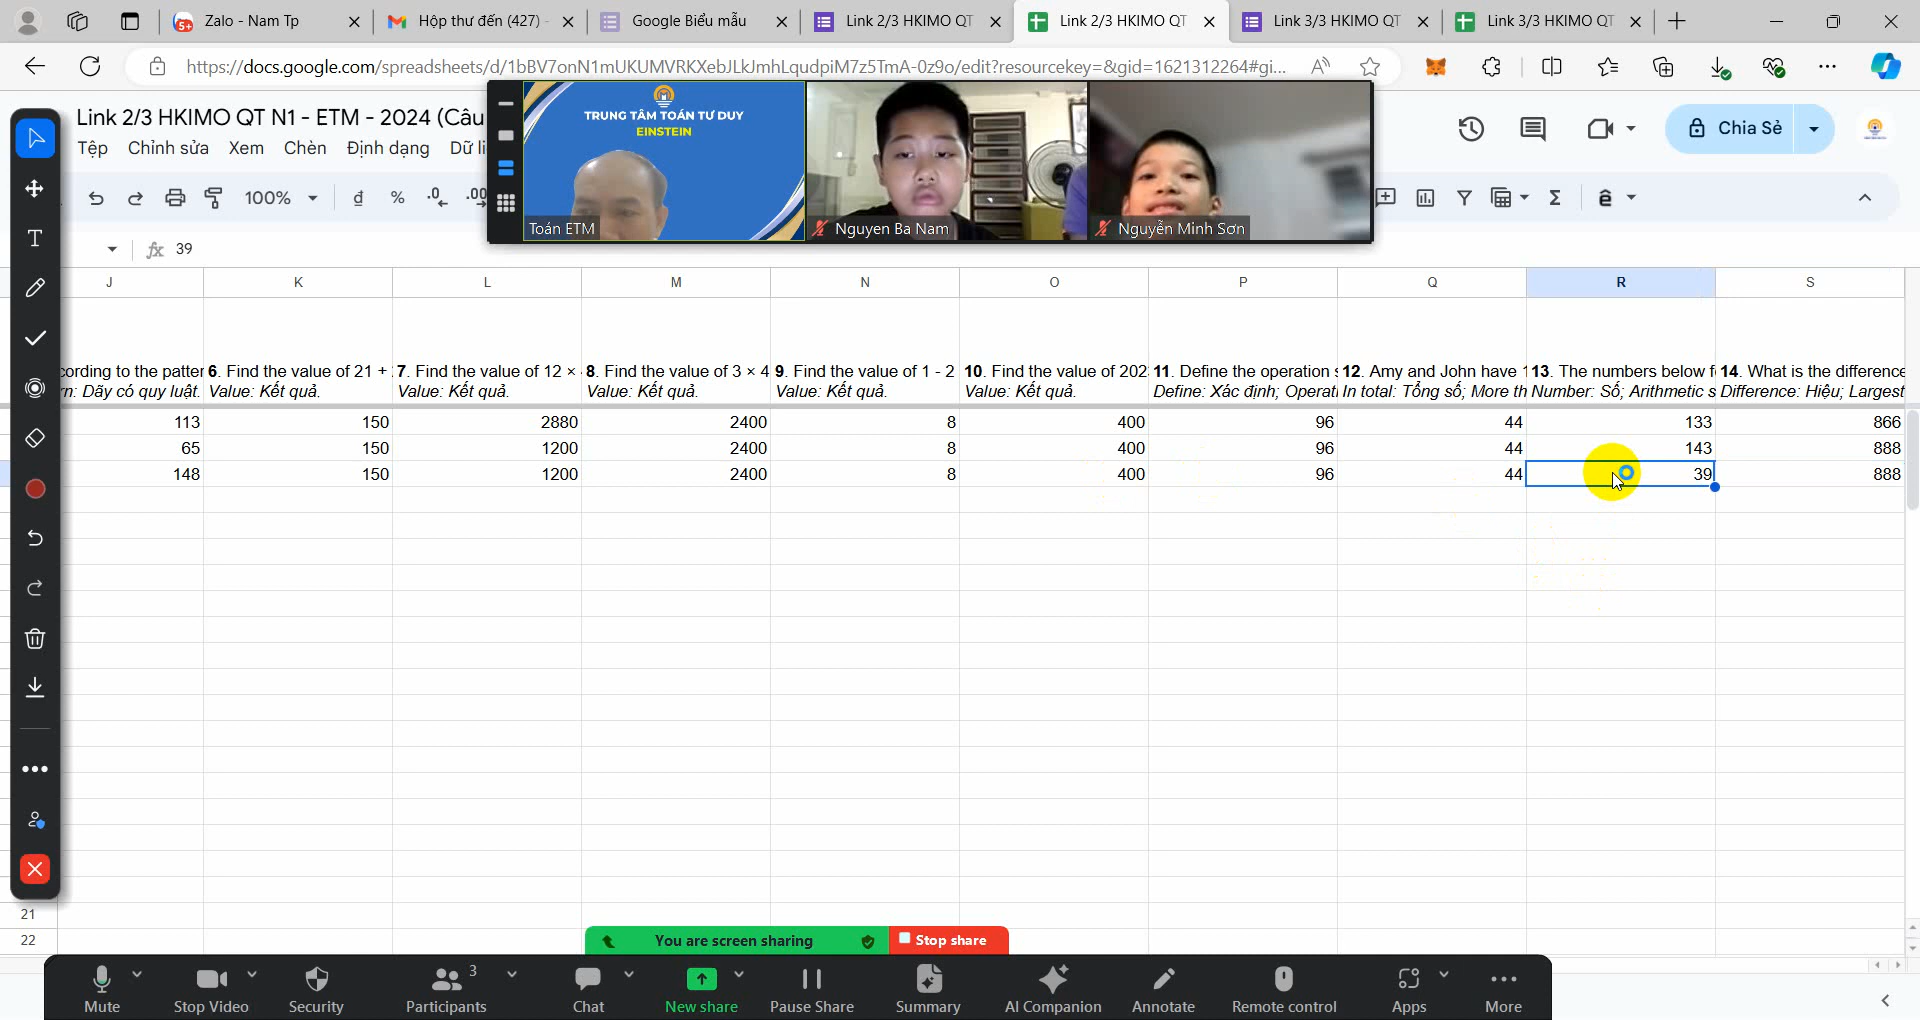 Zalo - Nam Tp
Hộp thư đến (427) -
Google Biểu mẫu
Link 2/3 HKIMO QT
Link 2/3 HKIMO QT
Link 3/3 HKIMO QT
Link 3/3 HKIMO QT
https://docs.google.com/spreadsheets/d/1bBV7onN1mUKUMVRKXebJLkJmhLqudpiM7z5TmA-0z9o/edit?resourcekey=&gid=1621312264#gi...
Link 2/3 HKIMO QT N1 - ETM - 2024 (Câu
Tệp Chỉnh sửa Xem Chèn Định dạng Dữ li
Chia Sẻ
TRUNG TÂM TOÁN TƯ DUY
EINSTEIN
Toán ETM
Nguyen Ba Nam
Nguyễn Minh Sơn
100% đ % .0 .00 Σ ê
fx 39
J K L M N O P Q R S
cording to the patter 6. Find the value of 21 + 7. Find the value of 12 × 8. Find the value of 3 × 4 9. Find the value of 1 - 2 10. Find the value of 202 11. Define the operation s 12. Amy and John have 1 13. The numbers below f 14. What is the difference
rn: Dãy có quy luật. Value: Kết quả. Value: Kết quả. Value: Kết quả. Value: Kết quả. Value: Kết quả. Define: Xác định; Operati In total: Tổng số; More th Number: Số; Arithmetic s Difference: Hiệu; Largest
113 150 2880 2400 8 400 96 44 133 866
65 150 1200 2400 8 400 96 44 143 888
148 150 1200 2400 8 400 96 44 39 888
21
22
You are screen sharing
Stop share
Mute
Stop Video
Security
Participants 3
Chat
New share
Pause Share
Summary
AI Companion
Annotate
Remote control
Apps
More